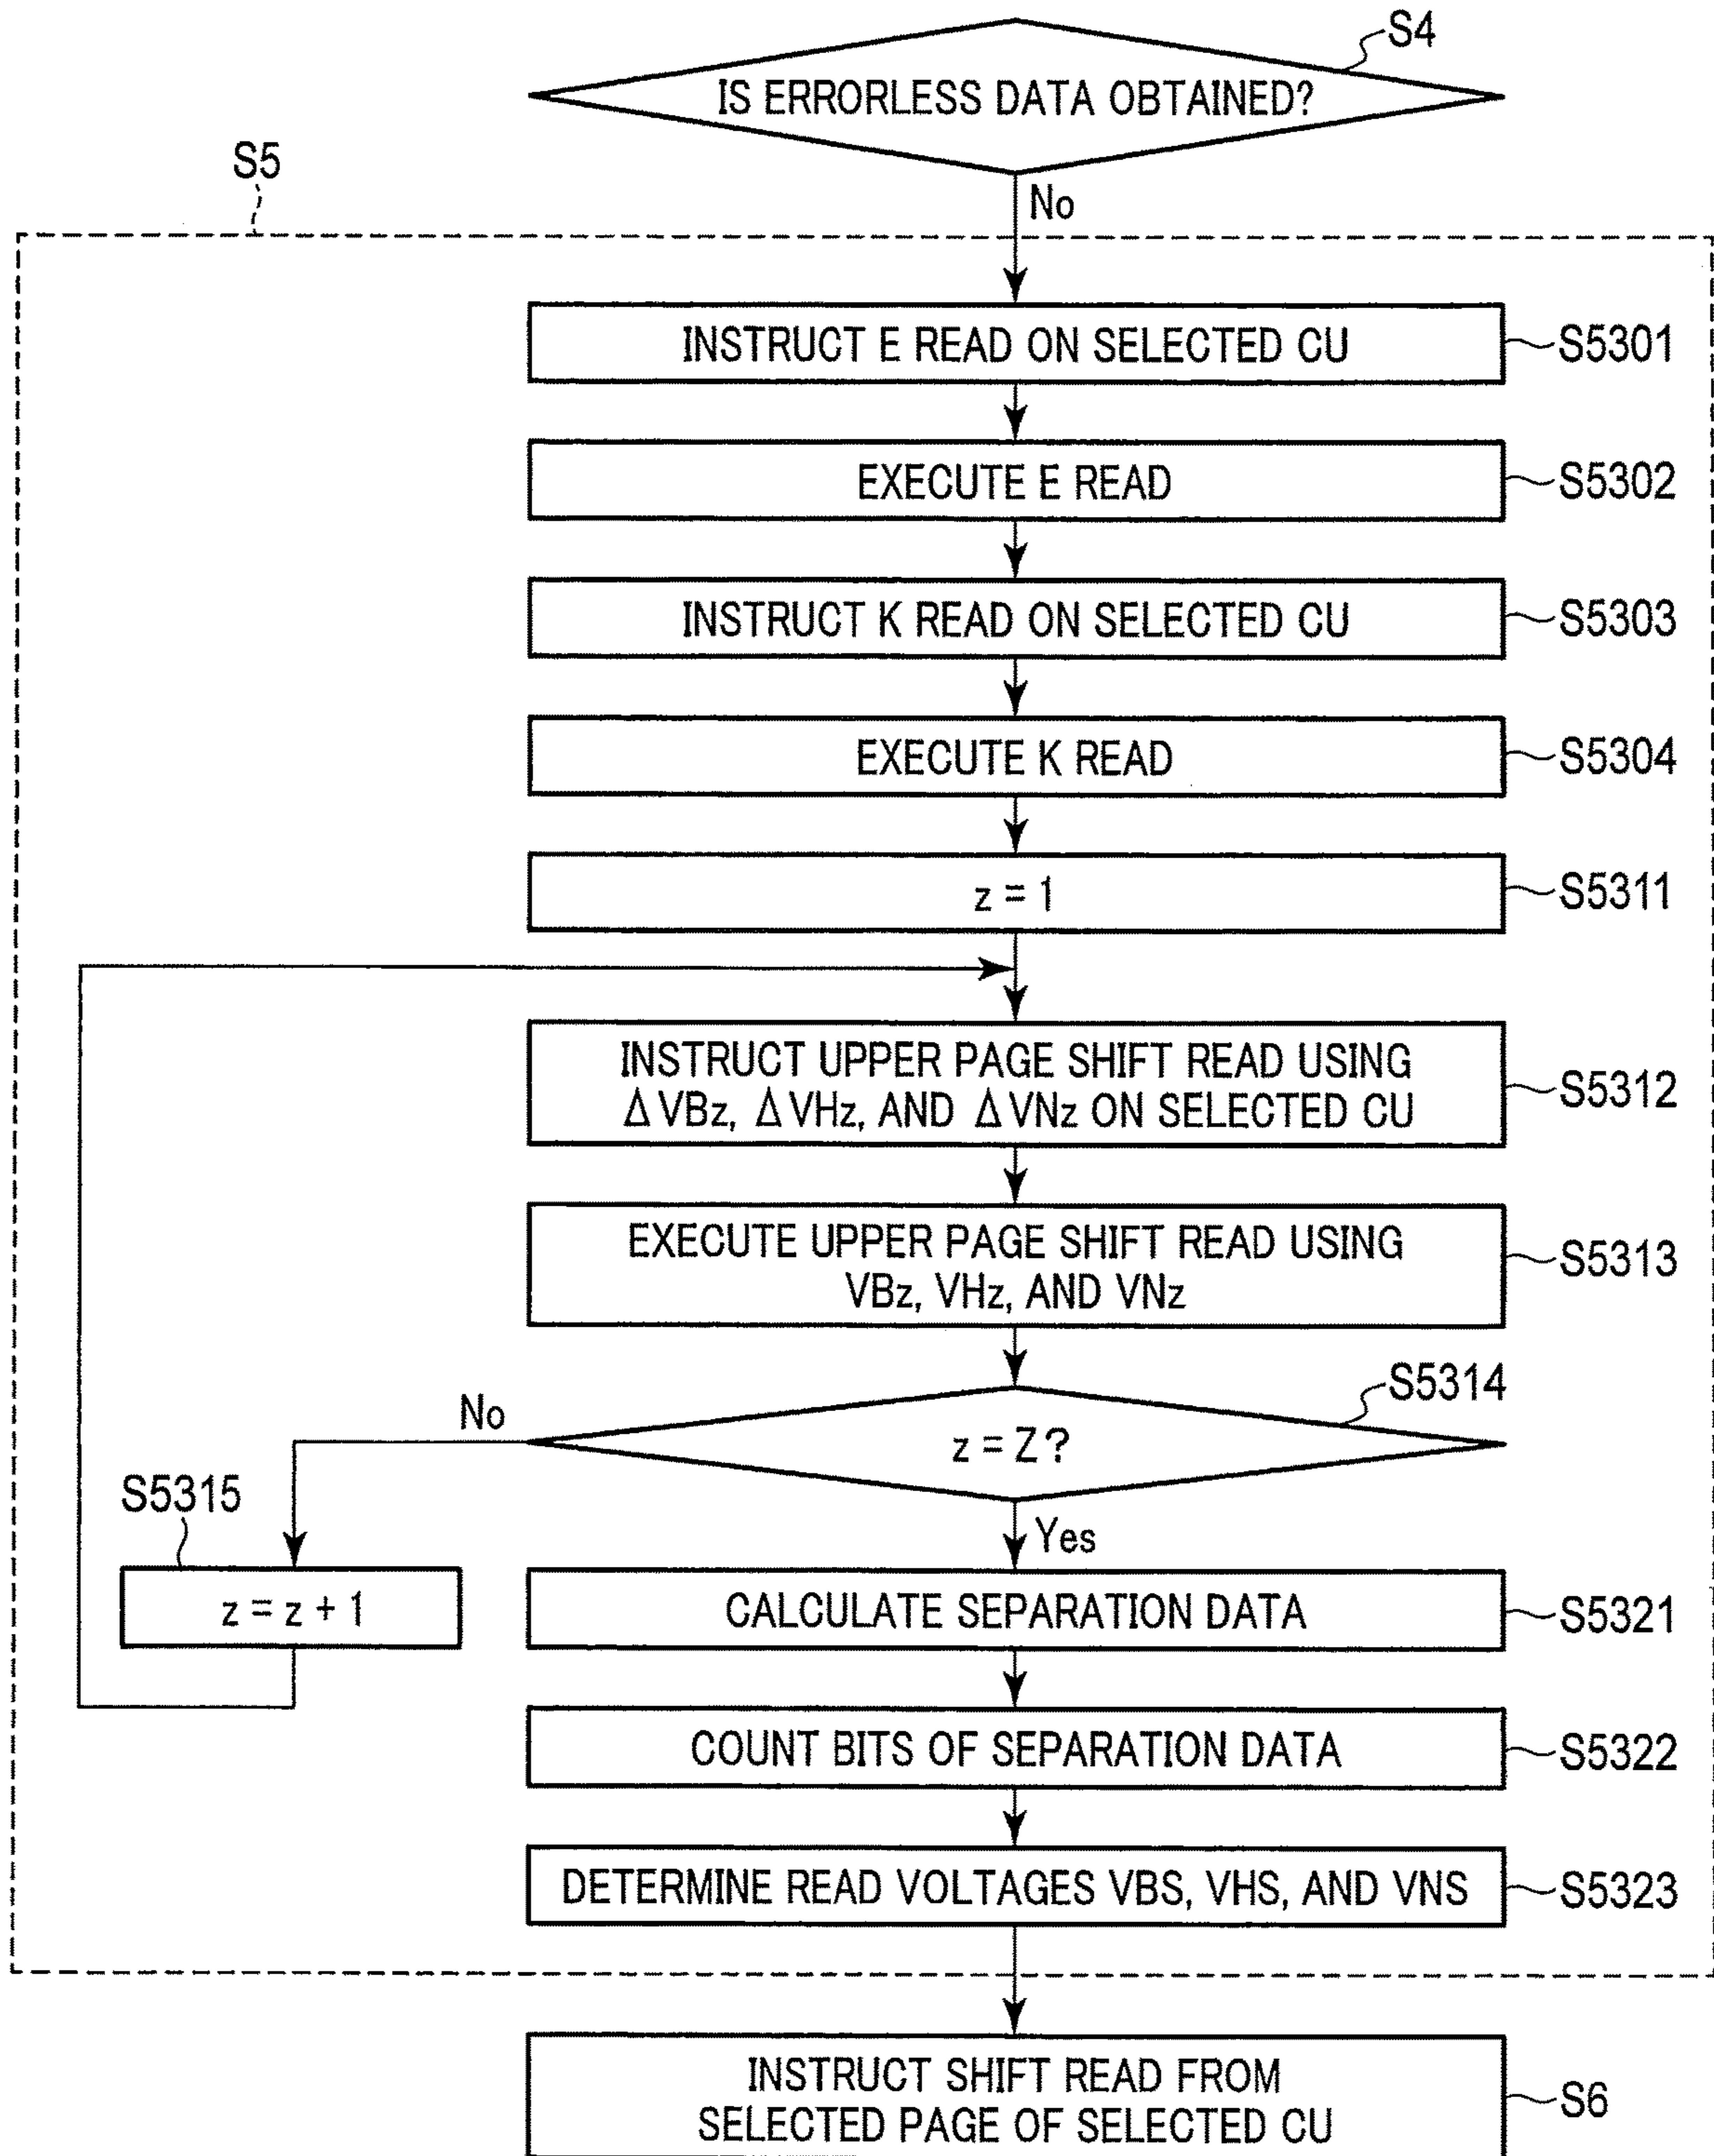 S4
IS ERRORLESS DATA OBTAINED?
S5
No
INSTRUCT E READ ON SELECTED CU
S5301
EXECUTE E READ
S5302
INSTRUCT K READ ON SELECTED CU
S5303
EXECUTE K READ
S5304
z = 1
S5311
INSTRUCT UPPER PAGE SHIFT READ USING
ΔVBz, ΔVHz, AND ΔVNz ON SELECTED CU
S5312
EXECUTE UPPER PAGE SHIFT READ USING
VBz, VHz, AND VNz
S5313
S5314
No
z = Z?
S5315
Yes
z = z + 1
CALCULATE SEPARATION DATA
S5321
COUNT BITS OF SEPARATION DATA
S5322
DETERMINE READ VOLTAGES VBS, VHS, AND VNS
S5323
INSTRUCT SHIFT READ FROM
SELECTED PAGE OF SELECTED CU
S6